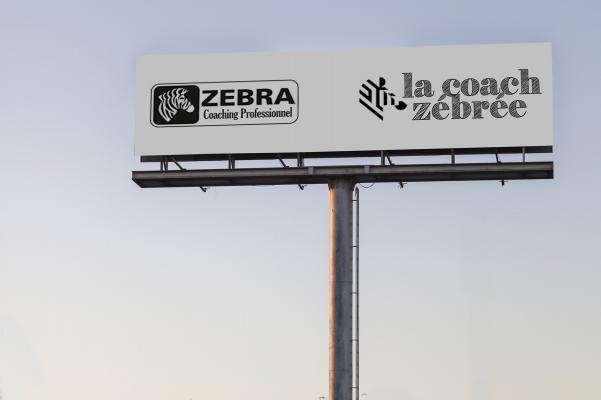 ZEBRA
Coaching Professionnel
la coach
zébrée